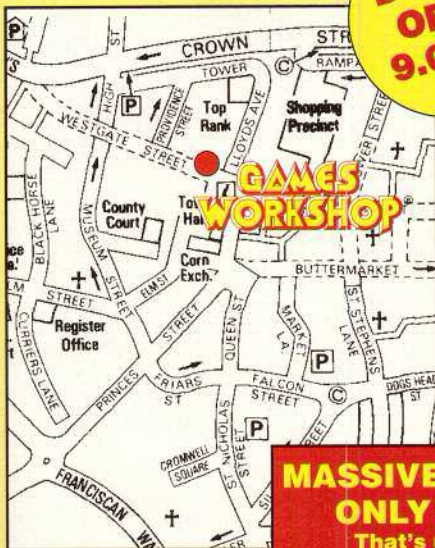 OP
9.0
P
CROWN
STR
ST
TOWER
RAMPA
C
HIGH
P
PROVIDENCE
STREET
Top
Rank
LLOYDS AVE
Shopping
Precinct
WESTGATE
STREET
GAMES
WORKSHOP
BLACK HORSE
LANE
MUSEUM
STREET
County
Court
Corn
Exch.
BUTTERMARKET
ELM ST
STREET
Register
Office
CURRIERS LANE
PRINCES
STREET
QUEEN ST
MARKET
LA
ST STEPHENS
LANE
P
FRIARS
ST
FALCON
STREET
C
DOGS HEAD
ST
CROMWELL
SQUARE
ST NICHOLAS
STREET
P
FRANCISCAN WA
MASSIVE
ONLY
That's